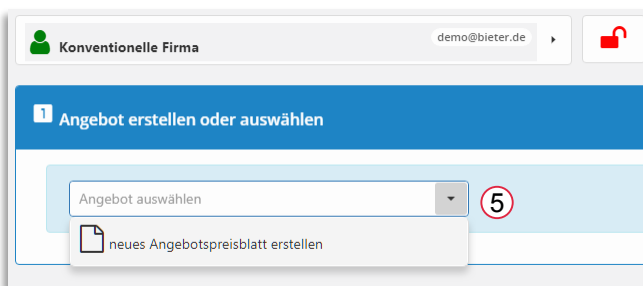 Konventionelle Firma
demo@bieter.de
1
Angebot erstellen oder auswählen
Angebot auswählen
5
neues Angebotspreisblatt erstellen